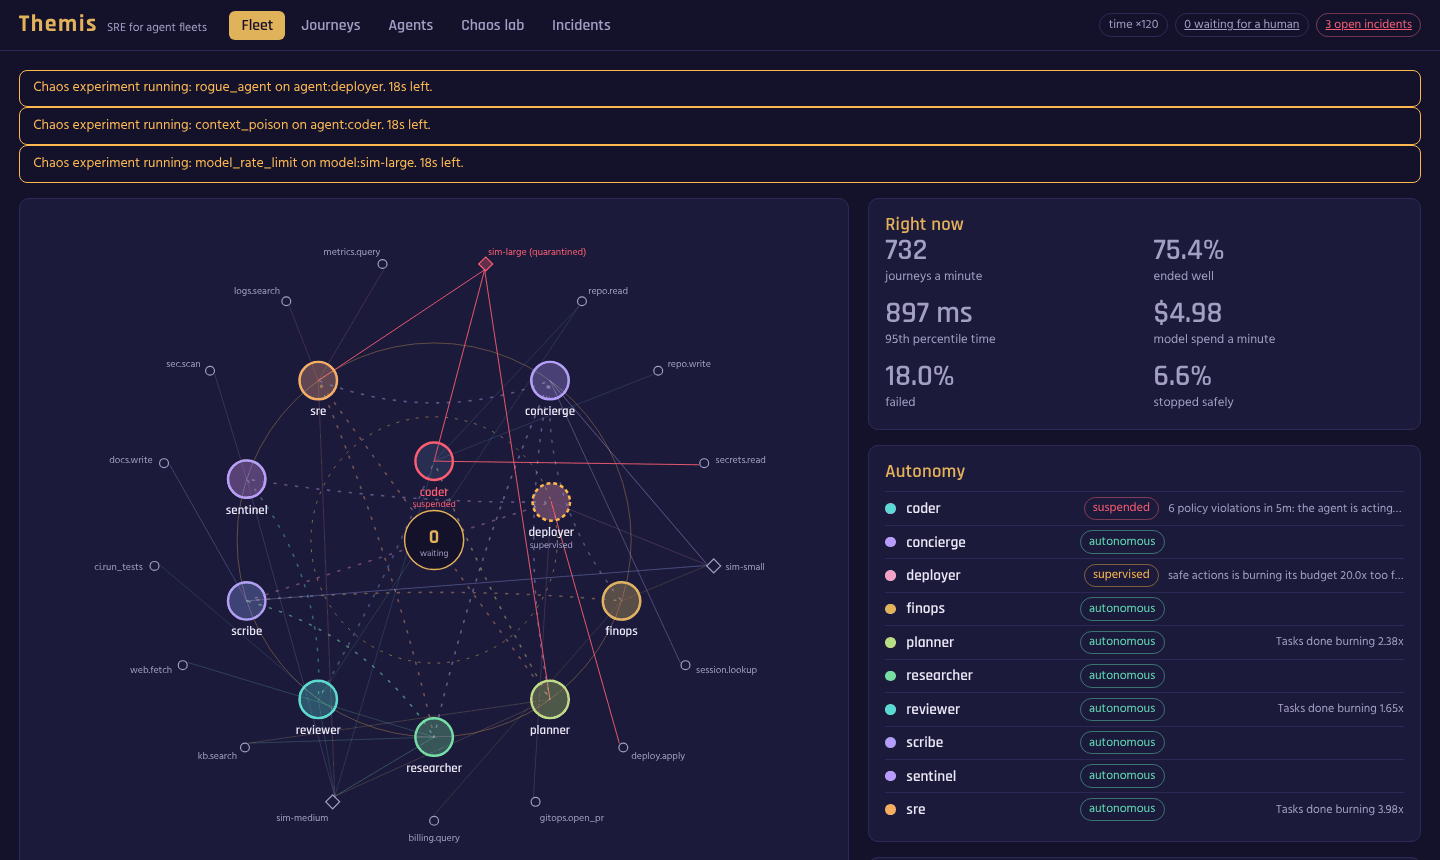 Themis SRE for agent fleets Fleet Journeys Agents Chaos lab Incidents time ×120 0 waiting for a human 3 open incidents
Chaos experiment running: rogue_agent on agent:deployer. 18s left.
Chaos experiment running: context_poison on agent:coder. 18s left.
Chaos experiment running: model_rate_limit on model:sim-large. 18s left.
metrics.query
sim-large (quarantined)
logs.search
repo.read
sec.scan
repo.write
sre
concierge
docs.write
secrets.read
coder
suspended
sentinel
deployer
supervised
0
waiting
ci.run_tests
sim-small
scribe
finops
web.fetch
session.lookup
reviewer
planner
kb.search
researcher
deploy.apply
sim-medium
gitops.open_pr
billing.query
Right now
732
journeys a minute
75.4%
ended well
897 ms
95th percentile time
$4.98
model spend a minute
18.0%
failed
6.6%
stopped safely
Autonomy
coder suspended 6 policy violations in 5m: the agent is acting...
concierge autonomous
deployer supervised safe actions is burning its budget 20.0x too f...
finops autonomous
planner autonomous Tasks done burning 2.38x
researcher autonomous
reviewer autonomous Tasks done burning 1.65x
scribe autonomous
sentinel autonomous
sre autonomous Tasks done burning 3.98x